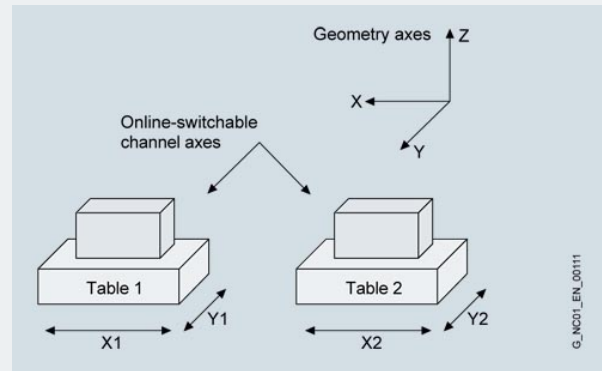 Geometry axes
Z
X
Y
Online-switchable
channel axes
Table 1
Table 2
Y1
Y2
X1
X2
G_NC01_EN_00111